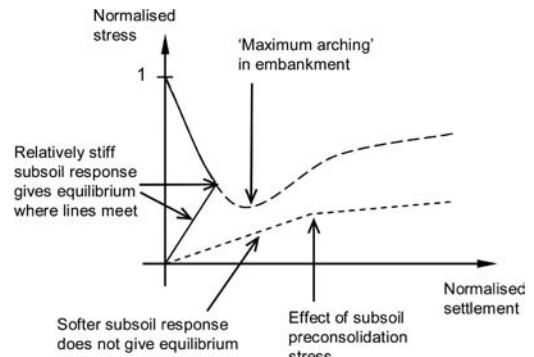 Normalised
stress
'Maximum arching'
in embankment
1
Relatively stiff
subsoil response
gives equilibrium
where lines meet
Normalised
settlement
Softer subsoil response
does not give equilibrium
Effect of subsoil
preconsolidation
stress